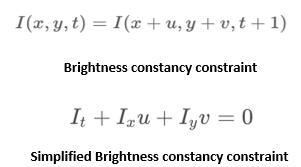 I(x, y, t) = I(x + u, y + v, t + 1)
Brightness constancy constraint
I_t + I_x u + I_y v = 0
Simplified Brightness constancy constraint